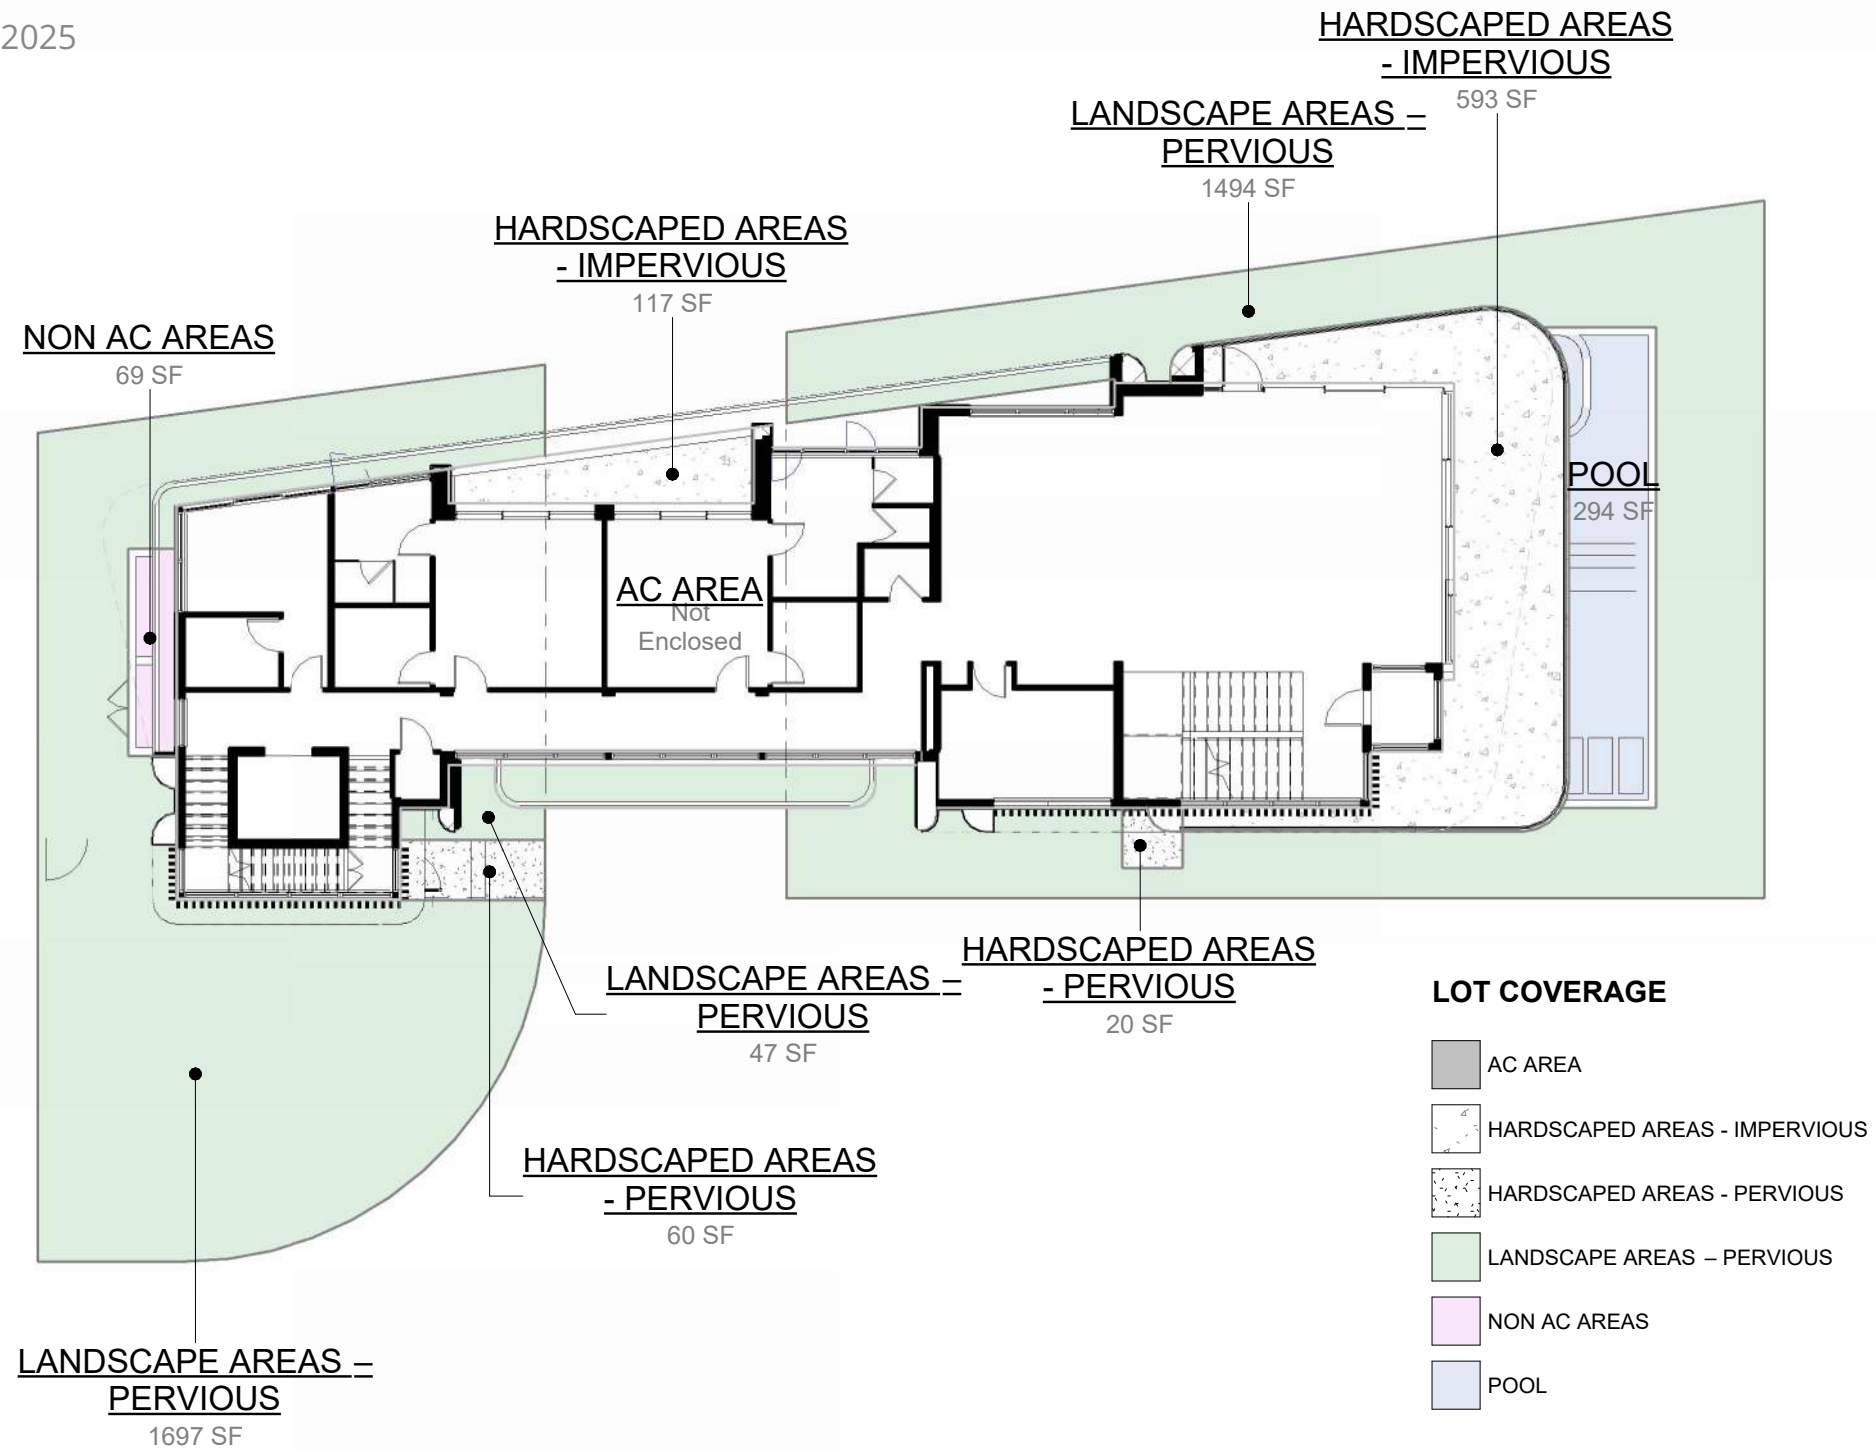 2025
HARDSCAPED AREAS
- IMPERVIOUS
593 SF
LANDSCAPE AREAS –
PERVIOUS
1494 SF
HARDSCAPED AREAS
- IMPERVIOUS
117 SF
NON AC AREAS
69 SF
POOL
294 SF
AC AREA
Not
Enclosed
HARDSCAPED AREAS
- PERVIOUS
20 SF
LANDSCAPE AREAS –
PERVIOUS
47 SF
HARDSCAPED AREAS
- PERVIOUS
60 SF
LANDSCAPE AREAS –
PERVIOUS
1697 SF
LOT COVERAGE
AC AREA
HARDSCAPED AREAS - IMPERVIOUS
HARDSCAPED AREAS - PERVIOUS
LANDSCAPE AREAS – PERVIOUS
NON AC AREAS
POOL